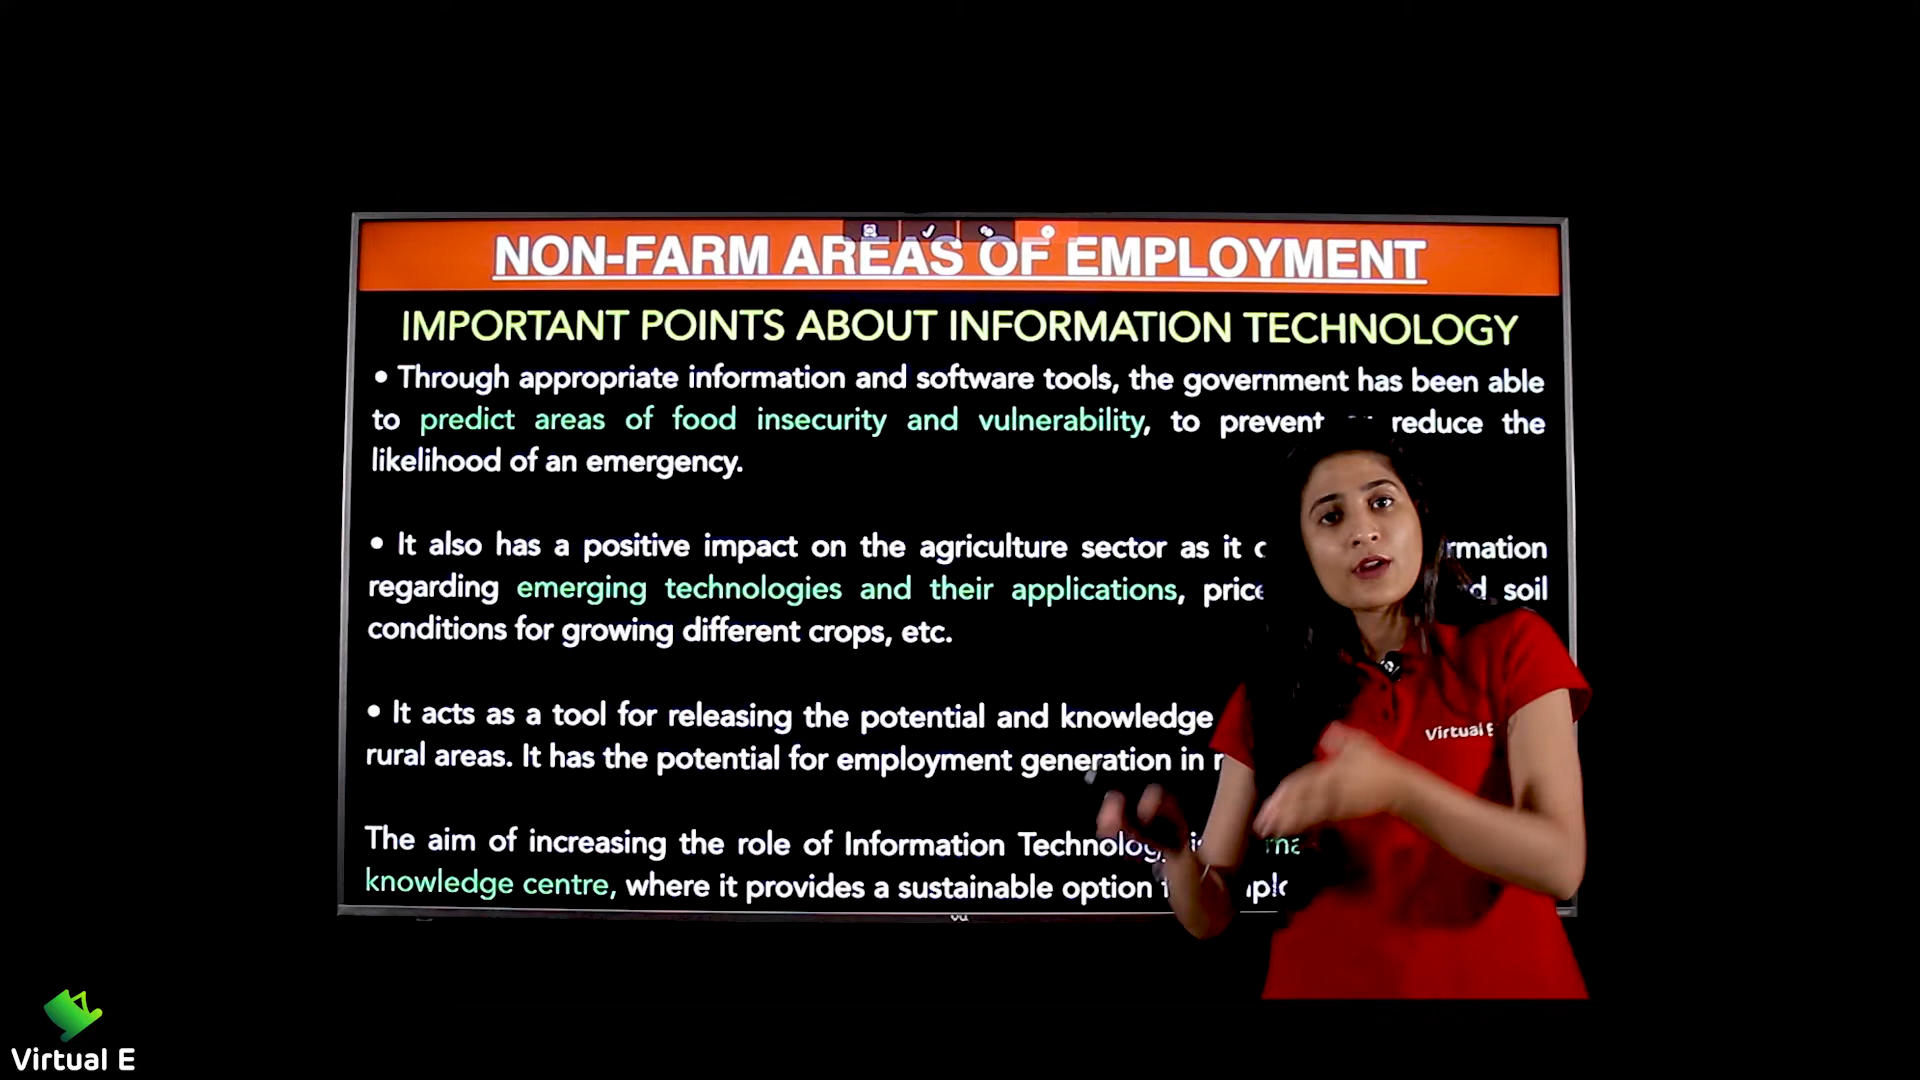 NON-FARM AREAS OF EMPLOYMENT
IMPORTANT POINTS ABOUT INFORMATION TECHNOLOGY
• Through appropriate information and software tools, the government has been able
to predict areas of food insecurity and vulnerability, to prevent reduce the
likelihood of an emergency.
• It also has a positive impact on the agriculture sector as it
regarding emerging technologies and their applications, soil
conditions for growing different crops, etc.
• It acts as a tool for releasing the potential and knowledge
rural areas. It has the potential for employment generation in
The aim of increasing the role of Information Technology
knowledge centre, where it provides a sustainable option
Virtual E
Virtual E